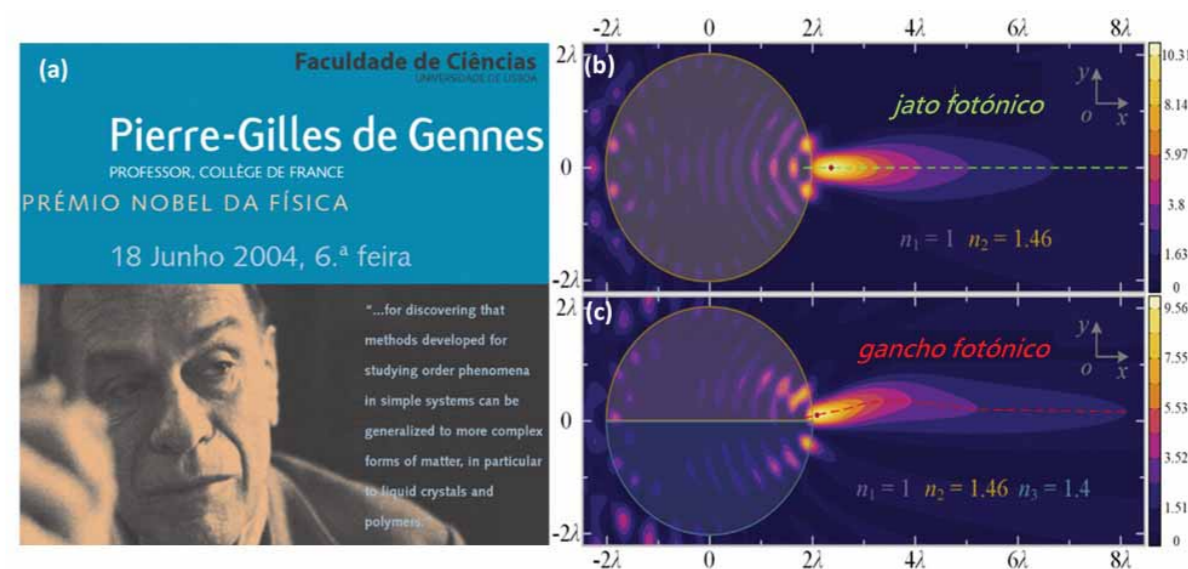 (a)
Faculdade de Ciências
UNIVERSIDADE DE LISBOA
Pierre-Gilles de Gennes
PROFESSOR, COLLÈGE DE FRANCE
PRÉMIO NOBEL DA FÍSICA
18 Junho 2004, 6.ª feira
"...for discovering that
methods developed for
studying order phenomena
in simple systems can be
generalized to more complex
forms of matter, in particular
to liquid crystals and
polymers.
-2λ 0 2λ 4λ 6λ 8λ
(b)
2λ
0
-2λ
jato fotónico
y
o x
n₁ = 1 n₂ = 1.46
10.31
8.14
5.97
3.8
1.63
0
(c)
2λ
0
-2λ
gancho fotónico
y
o x
n₁ = 1 n₂ = 1.46 n₃ = 1.4
9.56
7.55
5.53
3.52
1.51
0
-2λ 0 2λ 4λ 6λ 8λ